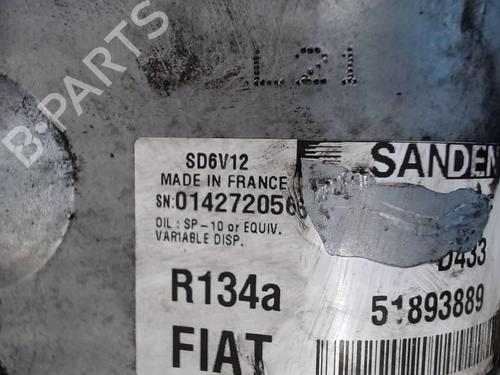 B-PARTS
L21
SD6V12
MADE IN FRANCE
SANDEN
SN:014272056
OIL : SP-10 or EQUIV.
VARIABLE DISP.
D433
R134a
51893889
FIAT